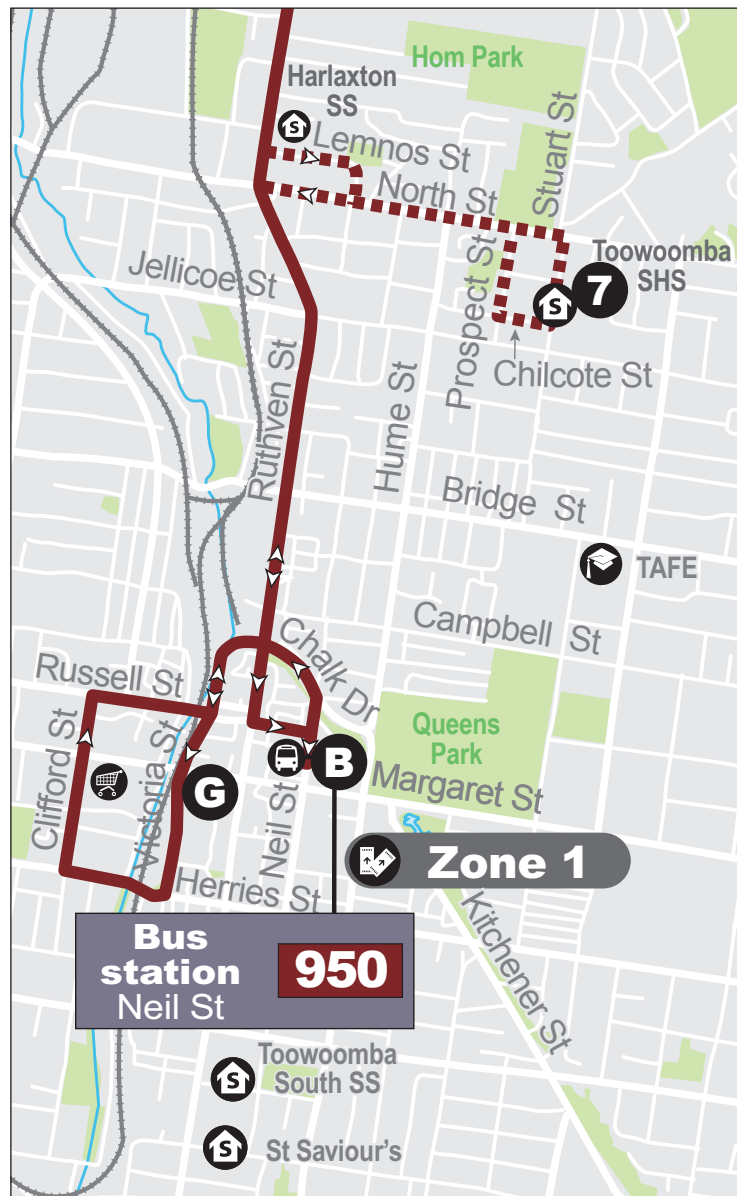 Hom Park
Harlaxton
SS
S
Lemnos St
North St
Stuart St
Toowoomba
SHS
7
S
Jellicoe St
Prospect St
Chilcote St
Ruthven St
Hume St
Bridge St
TAFE
Campbell St
Chalk Dr
Russell St
Queens
Park
Clifford St
Victoria St
B
G
Neil St
Margaret St
Zone 1
Herries St
Kitchener St
Bus
station
Neil St
950
S
Toowoomba
South SS
S
St Saviour's